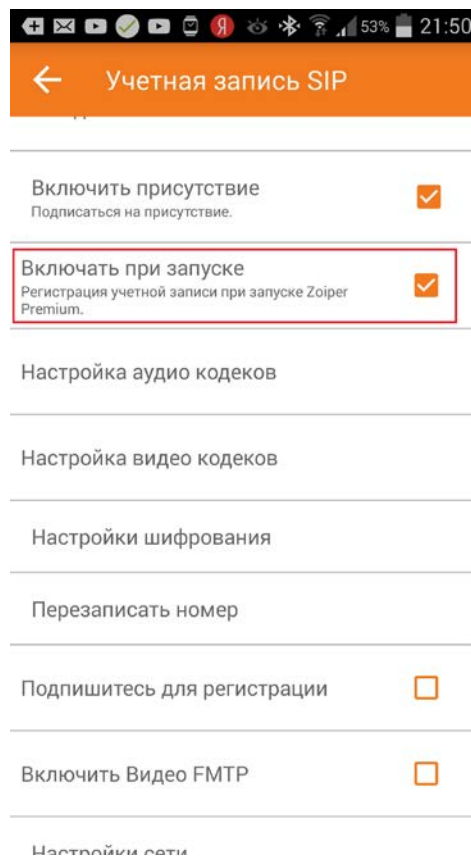 53% 21:50
Учетная запись SIP
Включить присутствие
Подписаться на присутствие.
Включать при запуске
Регистрация учетной записи при запуске Zoiper
Premium.
Настройка аудио кодеков
Настройка видео кодеков
Настройки шифрования
Перезаписать номер
Подпишитесь для регистрации
Включить Видео FMTP
Настройки сети